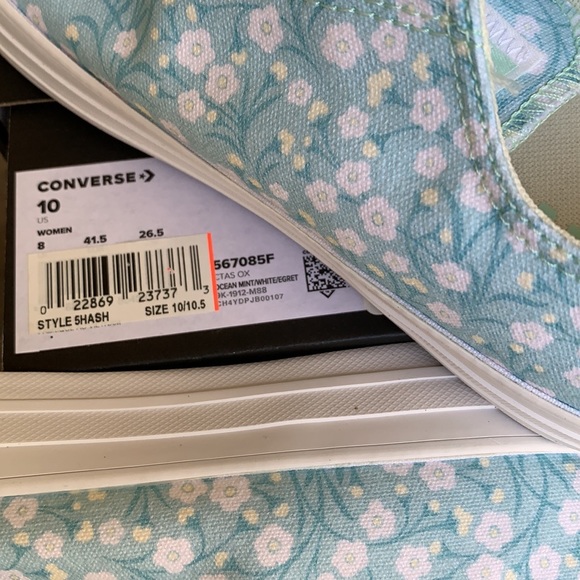 CONVERSE
10
US
WOMEN
8 41.5 26.5
567085F
CTAS OX
OCEAN MINT/WHITE/EGRET
CH4YDPJB00107
0 22869 23737 3
STYLE 5HASH SIZE 10/10.5